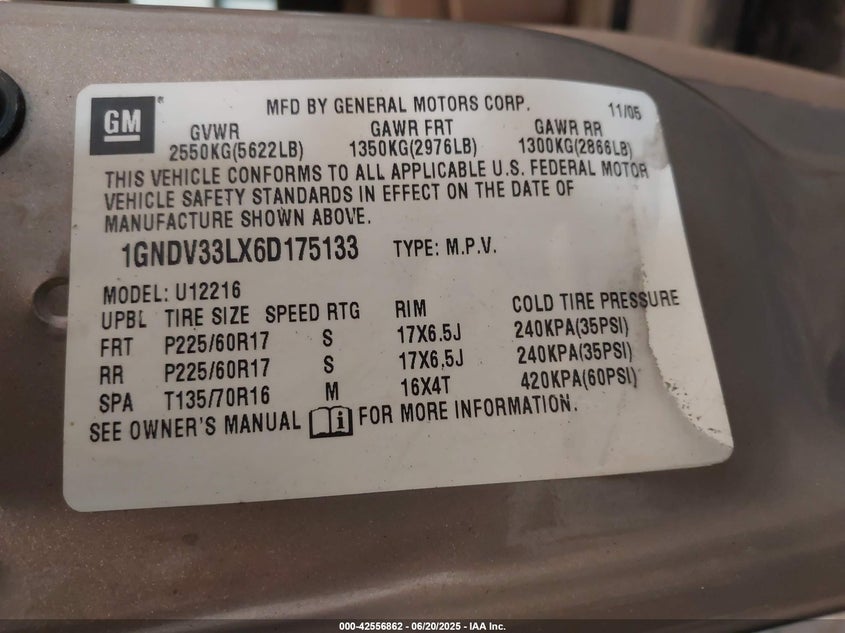 GM
MFD BY GENERAL MOTORS CORP. 11/05
GVWR GAWR FRT GAWR RR
2550KG(5622LB) 1350KG(2976LB) 1300KG(2866LB)
THIS VEHICLE CONFORMS TO ALL APPLICABLE U.S. FEDERAL MOTOR
VEHICLE SAFETY STANDARDS IN EFFECT ON THE DATE OF
MANUFACTURE SHOWN ABOVE.
1GNDV33LX6D175133 TYPE: M.P.V.
MODEL: U12216
UPBL TIRE SIZE SPEED RTG RIM COLD TIRE PRESSURE
FRT P225/60R17 S 17X6.5J 240KPA(35PSI)
RR P225/60R17 S 17X6.5J 240KPA(35PSI)
SPA T135/70R16 M 16X4T 420KPA(60PSI)
SEE OWNER'S MANUAL i FOR MORE INFORMATION.
000-42556862 - 06/20/2025 - IAA Inc.